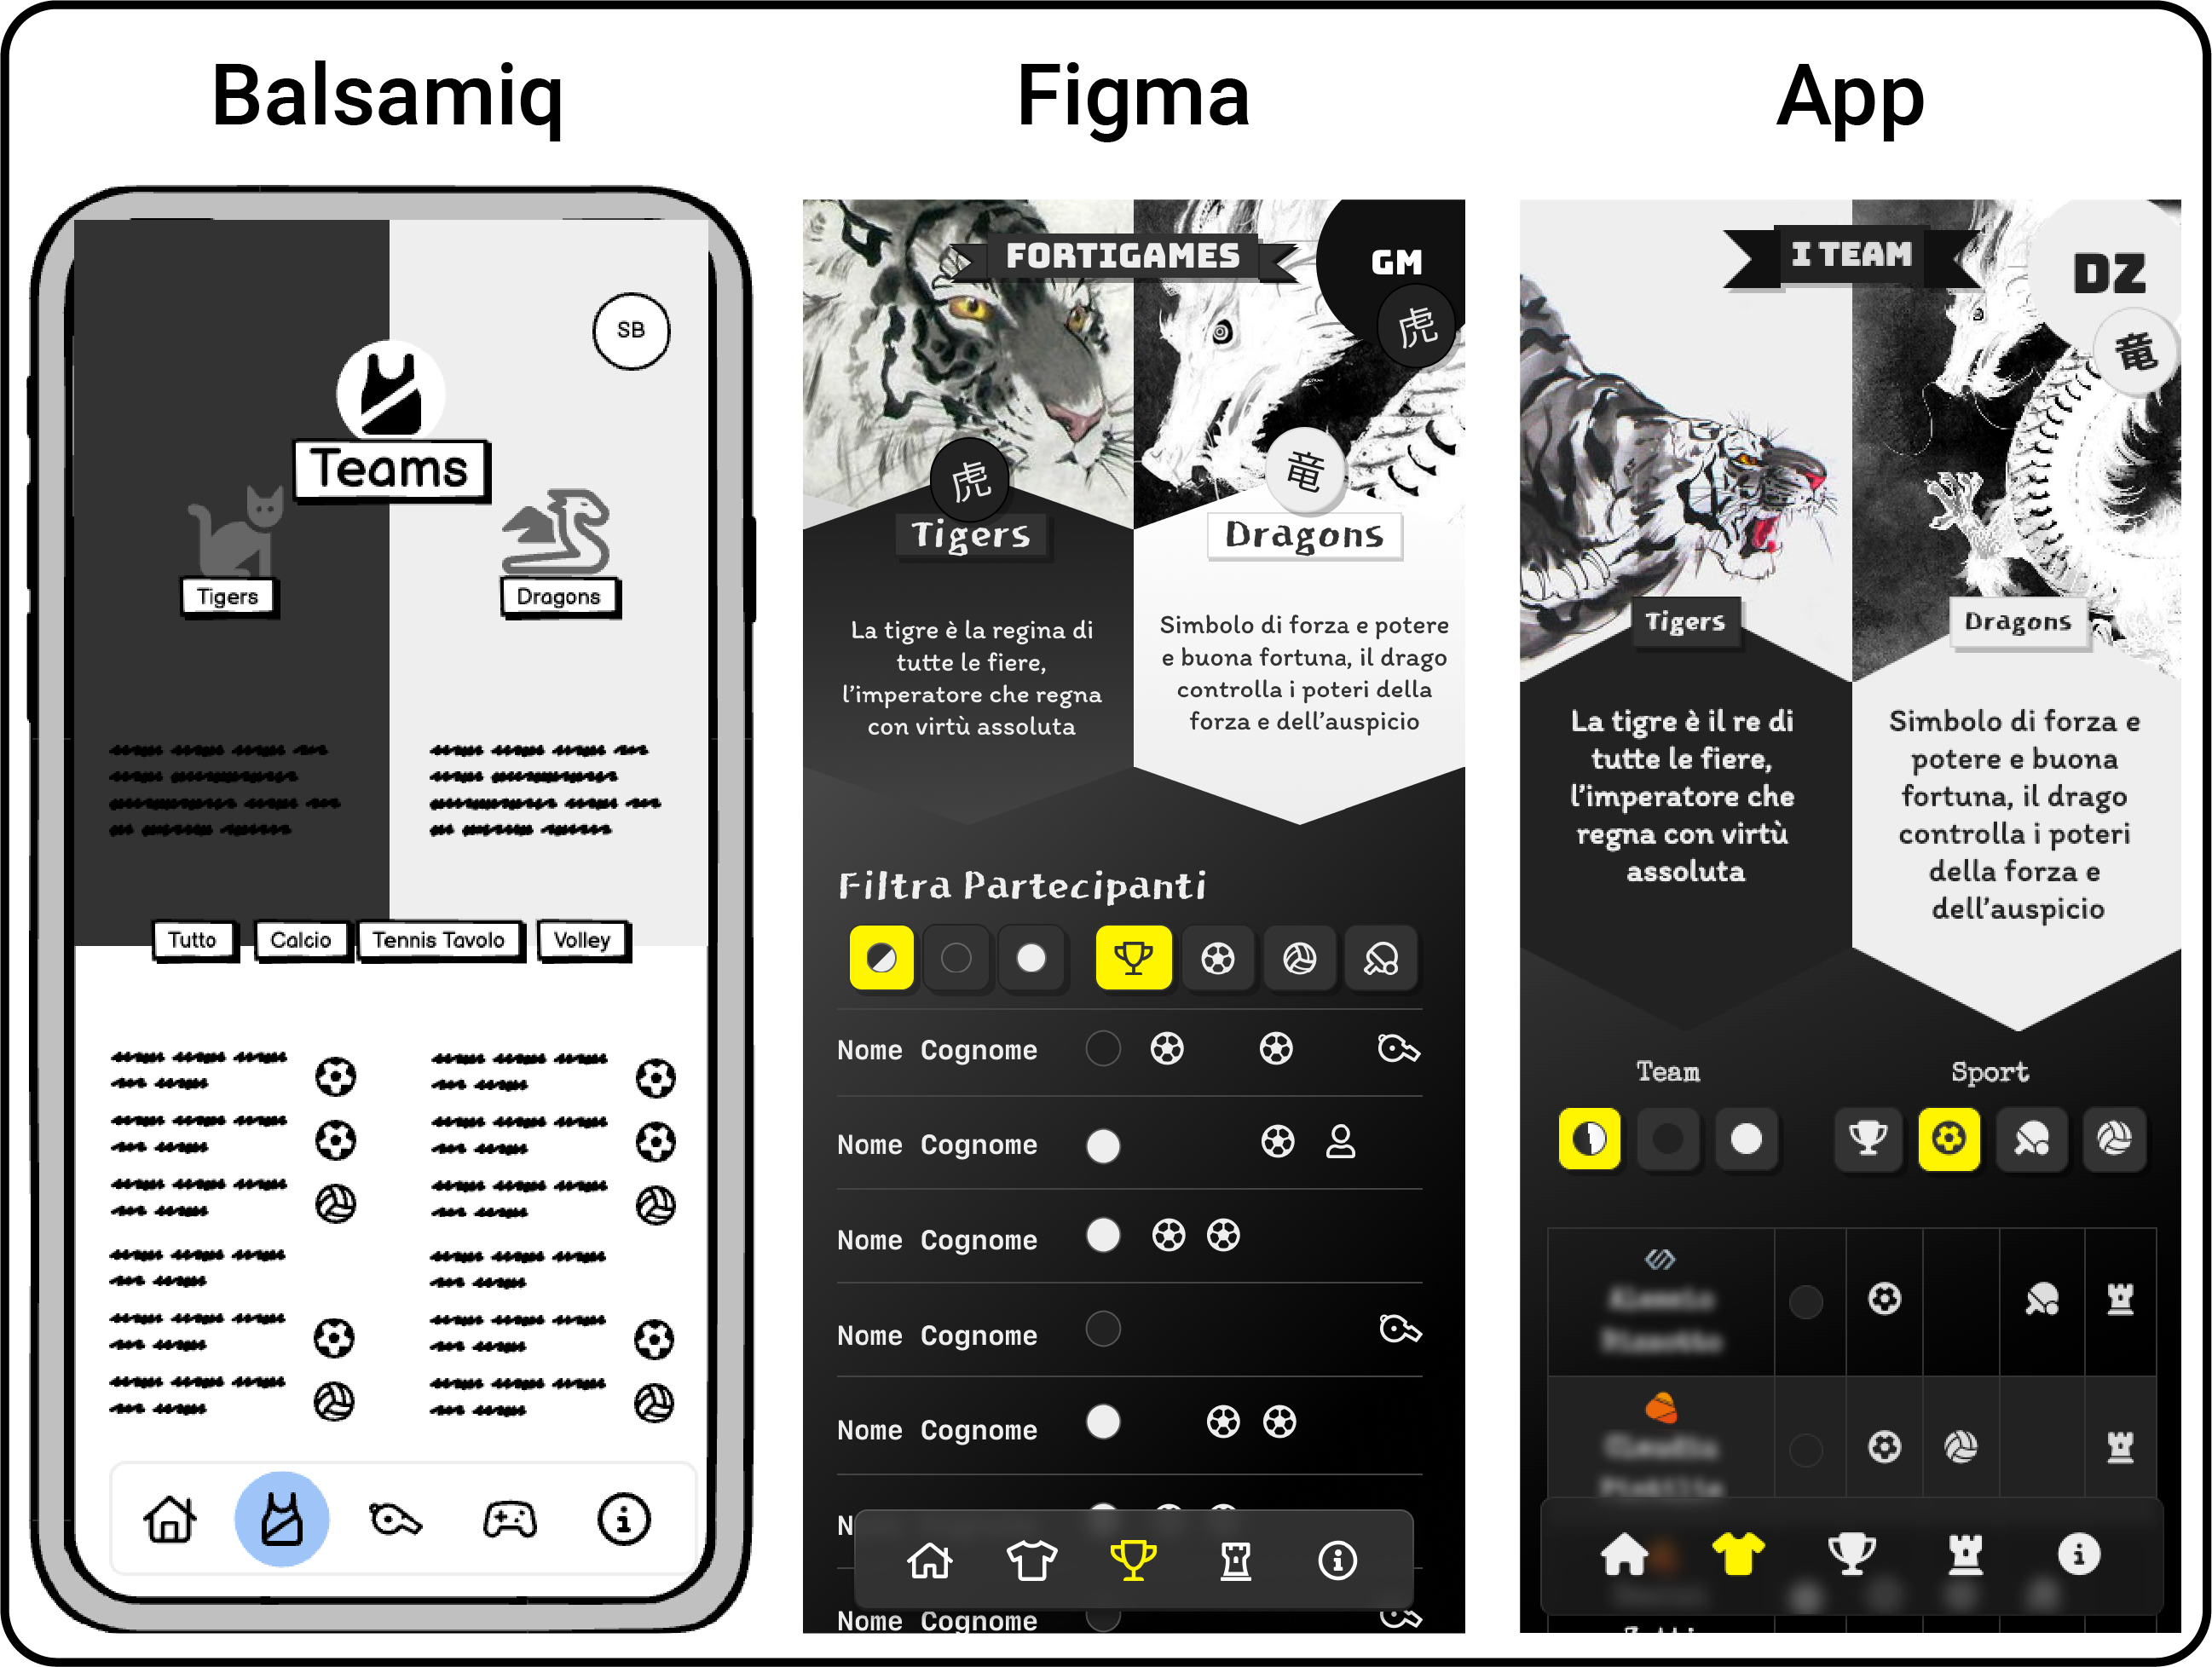 Balsamiq
SB
Teams
Tigers
Dragons
Tutto
Calcio
Tennis Tavolo
Volley
Figma
FORTIGAMES
GM
虎
虎
竜
Tigers
Dragons
La tigre è la regina di
tutte le fiere,
l'imperatore che regna
con virtù assoluta
Simbolo di forza e potere
e buona fortuna, il drago
controlla i poteri della
forza e dell'auspicio
Filtra Partecipanti
Nome Cognome
Nome Cognome
Nome Cognome
Nome Cognome
Nome Cognome
N
Nome Cognome
App
I TEAM
DZ
竜
Tigers
Dragons
La tigre è il re di
tutte le fiere,
l'imperatore che
regna con virtù
assoluta
Simbolo di forza e
potere e buona
fortuna, il drago
controlla i poteri
della forza e
dell'auspicio
Team
Sport